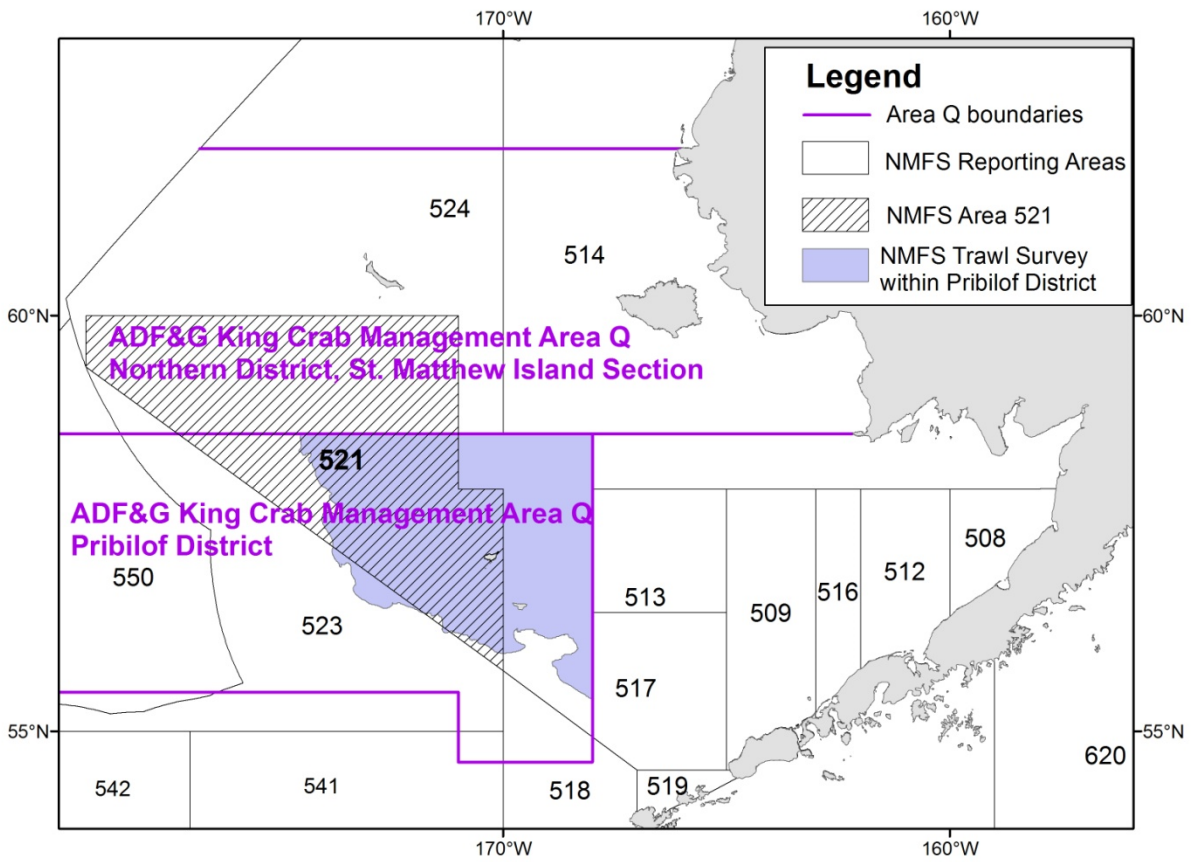 170°W
160°W
Legend
Area Q boundaries
NMFS Reporting Areas
NMFS Area 521
NMFS Trawl Survey
within Pribilof District
524
514
60°N
60°N
ADF&G King Crab Management Area Q
Northern District, St. Matthew Island Section
521
ADF&G King Crab Management Area Q
Pribilof District
550
523
513
509
516
512
508
517
55°N
55°N
620
542
541
518
519
170°W
160°W